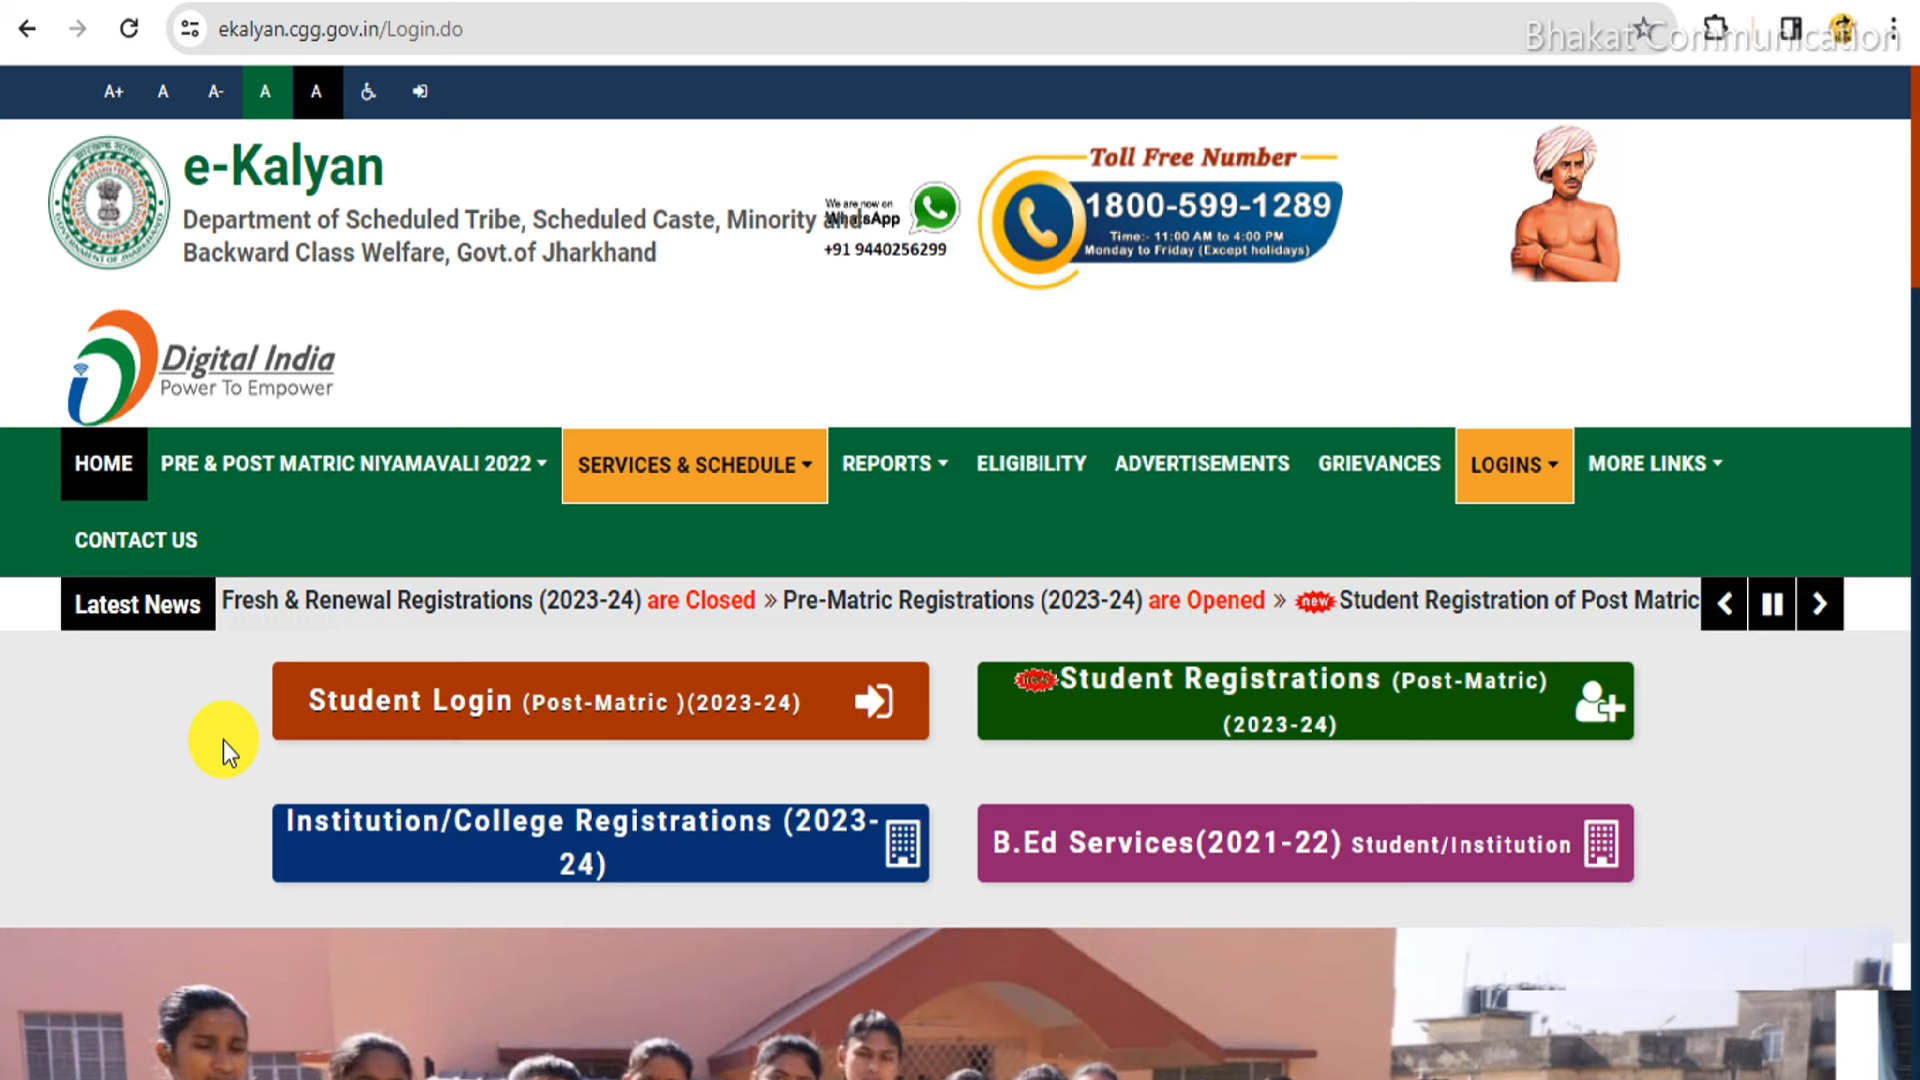 ekalyan.cgg.gov.in/Login.do
Bhakat Communication
A+ A A- A A
e-Kalyan
Department of Scheduled Tribe, Scheduled Caste, Minority and
Backward Class Welfare, Govt.of Jharkhand
We are now on
WhatsApp
+91 9440256299
Toll Free Number
1800-599-1289
Time:- 11:00 AM to 4:00 PM
Monday to Friday (Except holidays)
Digital India
Power To Empower
HOME PRE & POST MATRIC NIYAMAVALI 2022 SERVICES & SCHEDULE REPORTS ELIGIBILITY ADVERTISEMENTS GRIEVANCES LOGINS MORE LINKS
CONTACT US
Latest News Fresh & Renewal Registrations (2023-24) are Closed » Pre-Matric Registrations (2023-24) are Opened » new Student Registration of Post Matric
Student Login (Post-Matric )(2023-24)
Student Registrations (Post-Matric)
(2023-24)
Institution/College Registrations (2023-
24)
B.Ed Services(2021-22) Student/Institution